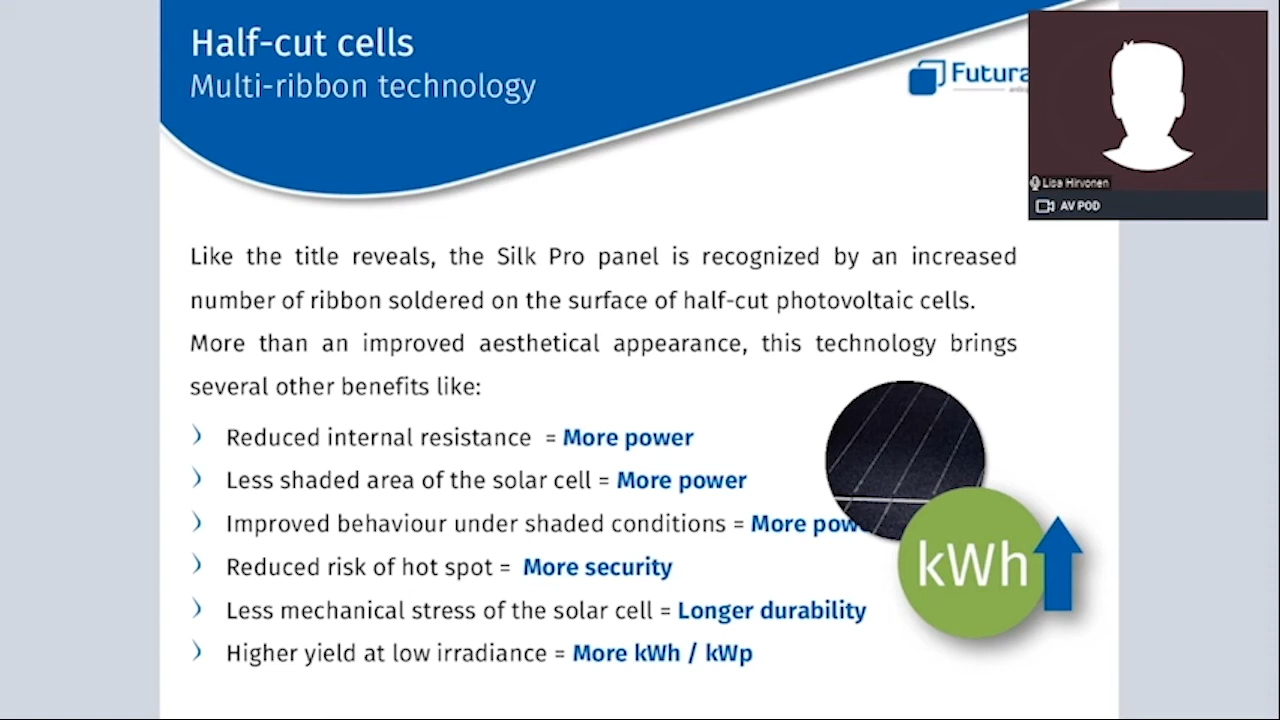 Half-cut cells
Multi-ribbon technology
Futura
Lisa Hirvonen
AV POD
Like the title reveals, the Silk Pro panel is recognized by an increased
number of ribbon soldered on the surface of half-cut photovoltaic cells.
More than an improved aesthetical appearance, this technology brings
several other benefits like:
Reduced internal resistance = More power
Less shaded area of the solar cell = More power
Improved behaviour under shaded conditions = More pow
Reduced risk of hot spot = More security
Less mechanical stress of the solar cell = Longer durability
Higher yield at low irradiance = More kWh / kWp
kWh